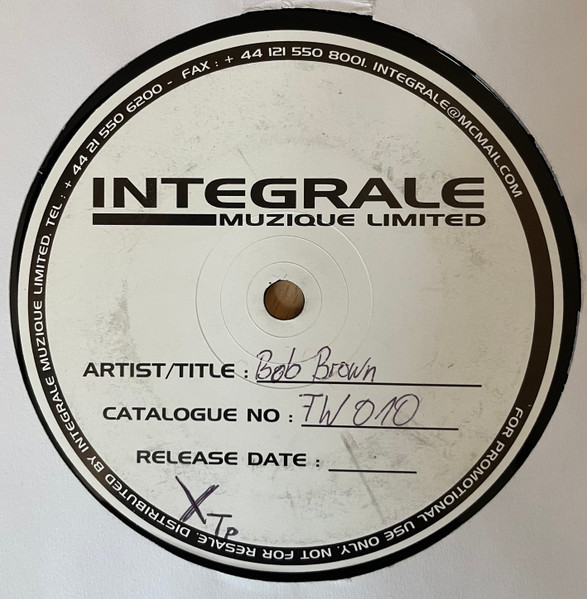 DISTRIBUTED BY INTEGRALE MUZIQUE LIMITED. TEL : + 44 21 550 6200 - FAX : + 44 121 550 8001. INTEGRALE@MCMAIL.COM
INTEGRALE
MUZIQUE LIMITED
ARTIST/TITLE : Bob Brown
CATALOGUE NO : TW 010
RELEASE DATE :
X Tp
FOR PROMOTIONAL USE ONLY. NOT FOR RESALE.